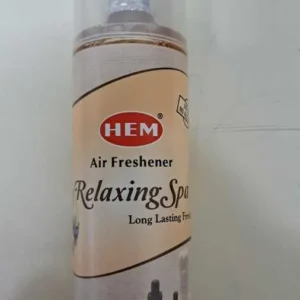 HEM®
Air Freshener
Relaxing Spa
Long Lasting